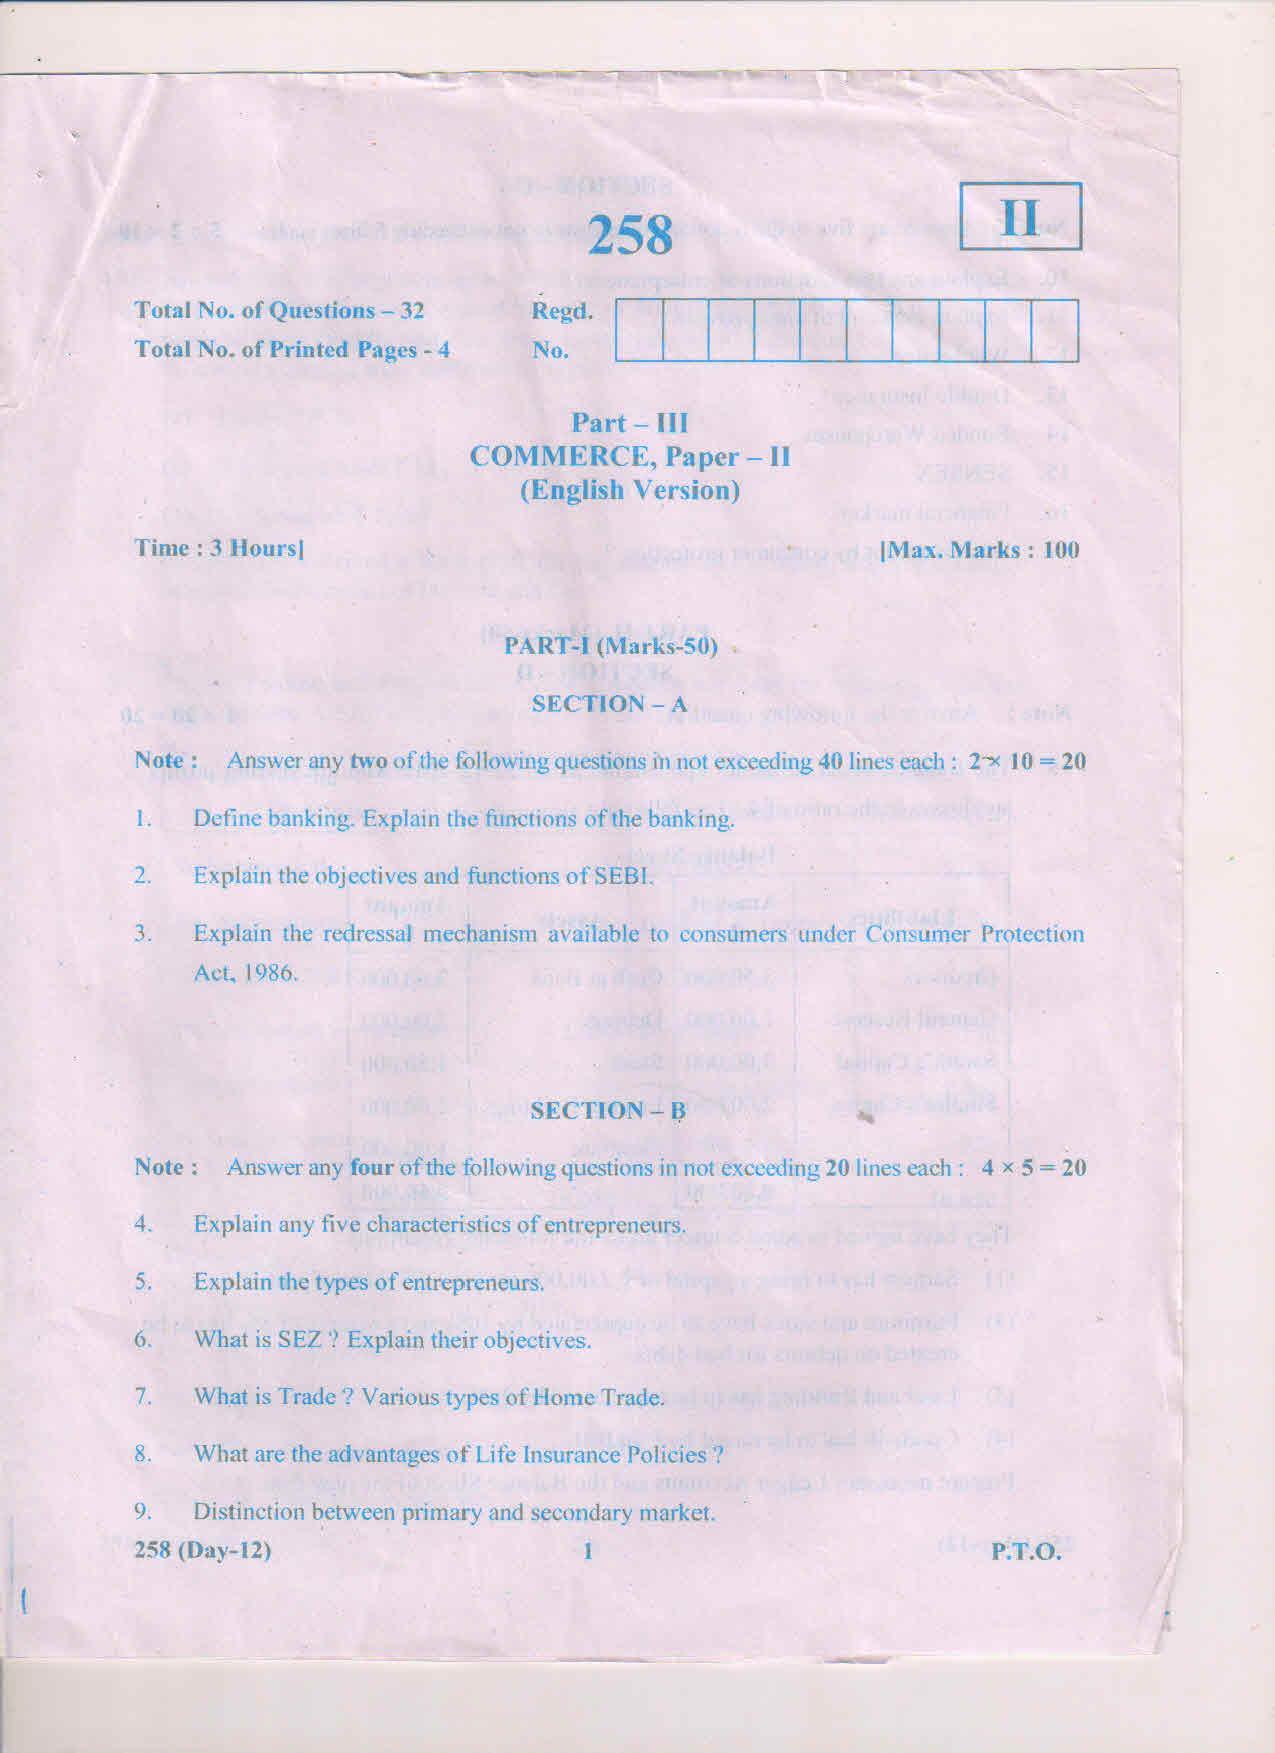 II
258
Total No. of Questions – 32 Regd.
Total No. of Printed Pages - 4 No.
Part – III
COMMERCE, Paper – II
(English Version)
Time : 3 Hours| |Max. Marks : 100
PART-I (Marks-50)
SECTION – A
Note : Answer any two of the following questions in not exceeding 40 lines each : 2 × 10 = 20
1. Define banking. Explain the functions of the banking.
2. Explain the objectives and functions of SEBI.
3. Explain the redressal mechanism available to consumers under Consumer Protection
Act, 1986.
SECTION – B
Note : Answer any four of the following questions in not exceeding 20 lines each : 4 × 5 = 20
4. Explain any five characteristics of entrepreneurs.
5. Explain the types of entrepreneurs.
6. What is SEZ ? Explain their objectives.
7. What is Trade ? Various types of Home Trade.
8. What are the advantages of Life Insurance Policies ?
9. Distinction between primary and secondary market.
258 (Day-12) 1 P.T.O.